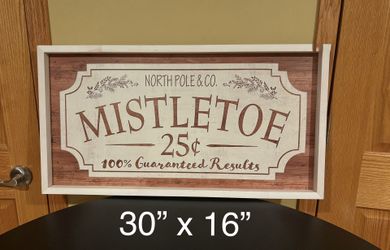 NORTH POLE & CO.
MISTLETOE
25¢
100% Guaranteed Results
30” x 16”